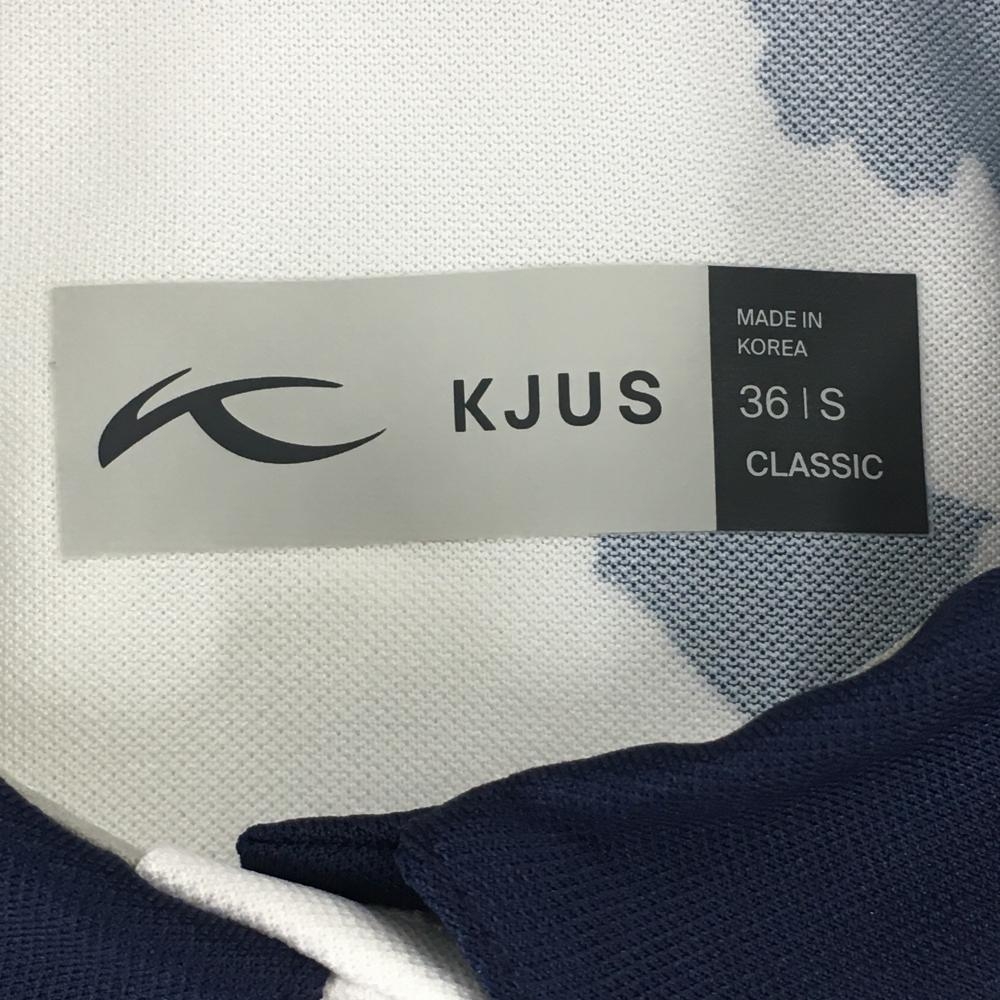 KJUS
MADE IN
KOREA
36 | S
CLASSIC